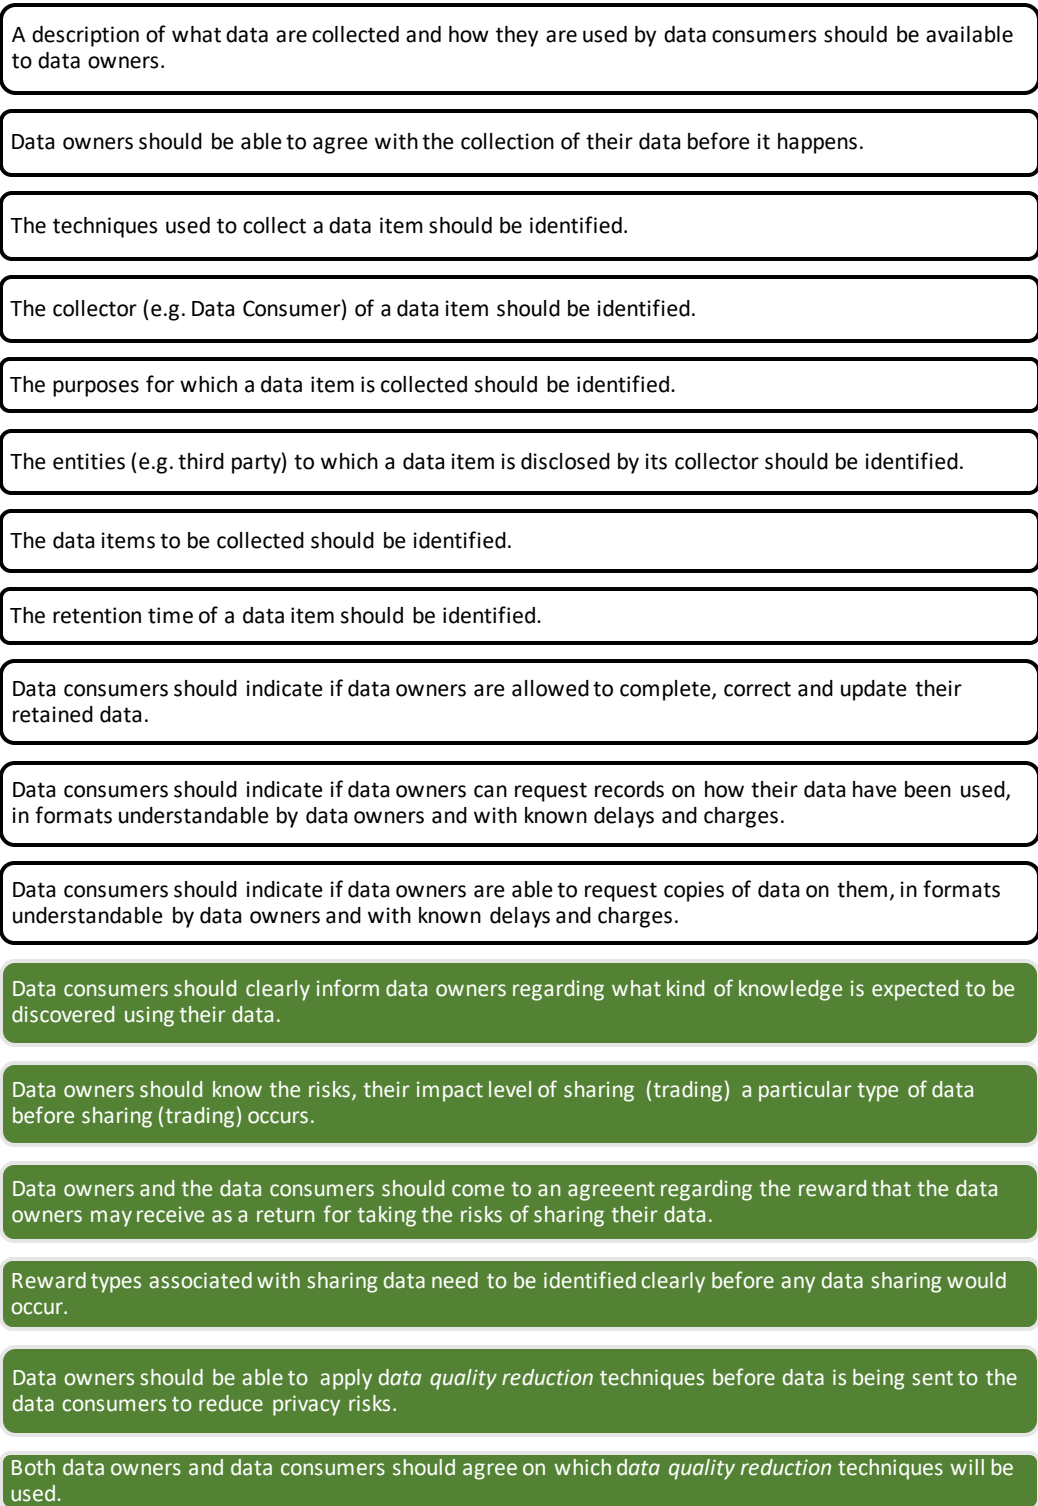 A description of what data are collected and how they are used by data consumers should be available
to data owners.
Data owners should be able to agree with the collection of their data before it happens.
The techniques used to collect a data item should be identified.
The collector (e.g. Data Consumer) of a data item should be identified.
The purposes for which a data item is collected should be identified.
The entities (e.g. third party) to which a data item is disclosed by its collector should be identified.
The data items to be collected should be identified.
The retention time of a data item should be identified.
Data consumers should indicate if data owners are allowed to complete, correct and update their
retained data.
Data consumers should indicate if data owners can request records on how their data have been used,
in formats understandable by data owners and with known delays and charges.
Data consumers should indicate if data owners are able to request copies of data on them, in formats
understandable by data owners and with known delays and charges.
Data consumers should clearly inform data owners regarding what kind of knowledge is expected to be
discovered using their data.
Data owners should know the risks, their impact level of sharing (trading) a particular type of data
before sharing (trading) occurs.
Data owners and the data consumers should come to an agreeent regarding the reward that the data
owners may receive as a return for taking the risks of sharing their data.
Reward types associated with sharing data need to be identified clearly before any data sharing would
occur.
Data owners should be able to apply data quality reduction techniques before data is being sent to the
data consumers to reduce privacy risks.
Both data owners and data consumers should agree on which data quality reduction techniques will be
used.